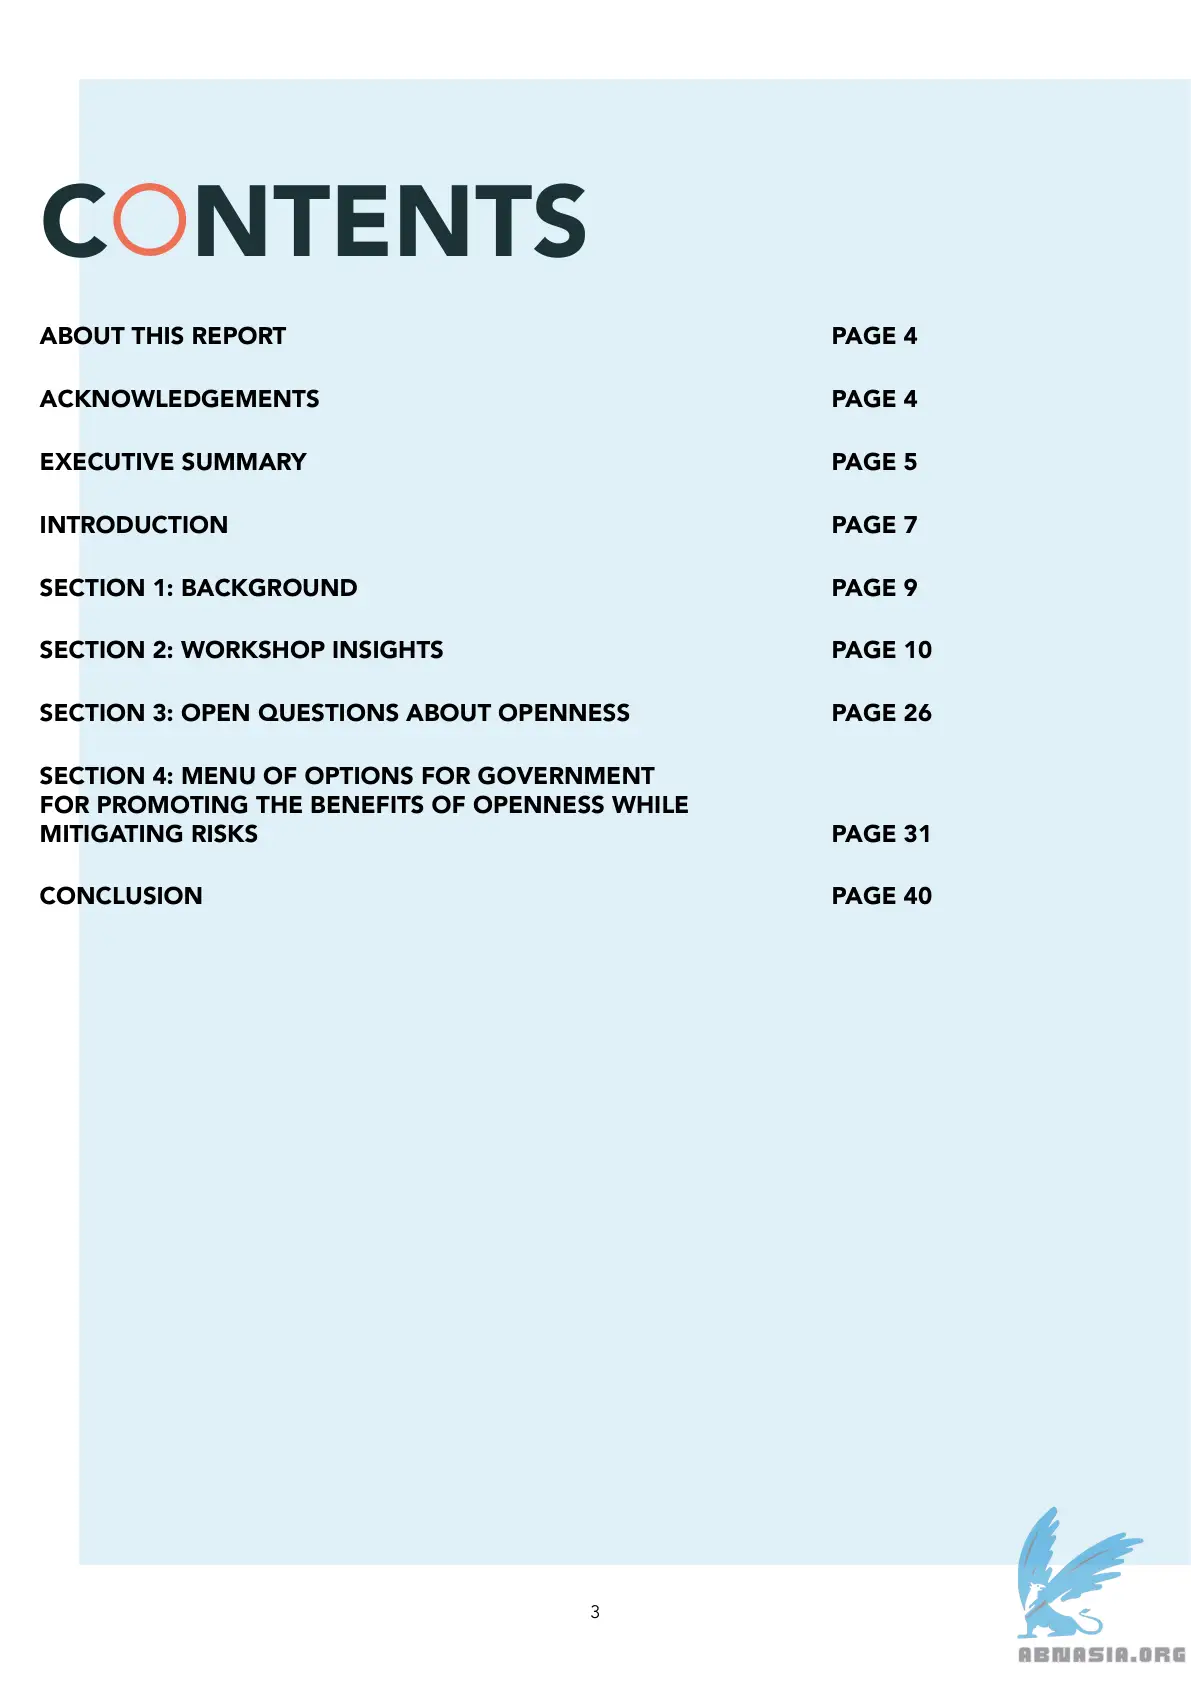 CONTENTS
ABOUT THIS REPORT PAGE 4
ACKNOWLEDGEMENTS PAGE 4
EXECUTIVE SUMMARY PAGE 5
INTRODUCTION PAGE 7
SECTION 1: BACKGROUND PAGE 9
SECTION 2: WORKSHOP INSIGHTS PAGE 10
SECTION 3: OPEN QUESTIONS ABOUT OPENNESS PAGE 26
SECTION 4: MENU OF OPTIONS FOR GOVERNMENT
FOR PROMOTING THE BENEFITS OF OPENNESS WHILE
MITIGATING RISKS PAGE 31
CONCLUSION PAGE 40
3
ABNASIA.ORG